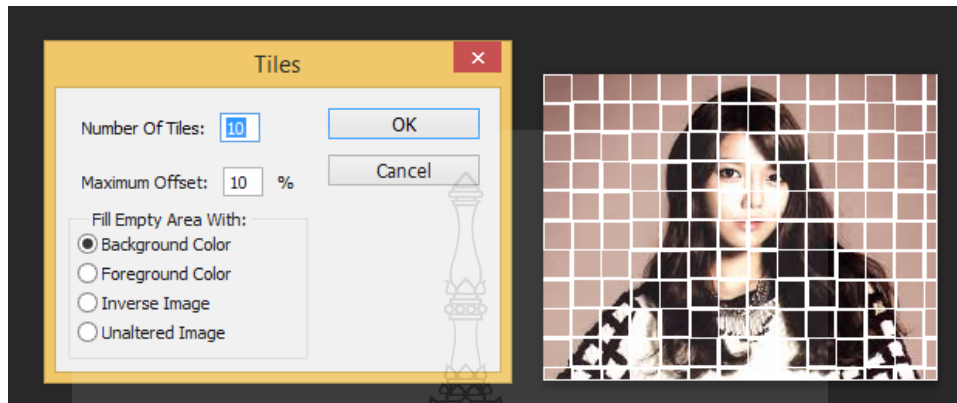 Tiles
Number Of Tiles: 10
OK
Maximum Offset: 10 %
Cancel
Fill Empty Area With:
Background Color
Foreground Color
Inverse Image
Unaltered Image